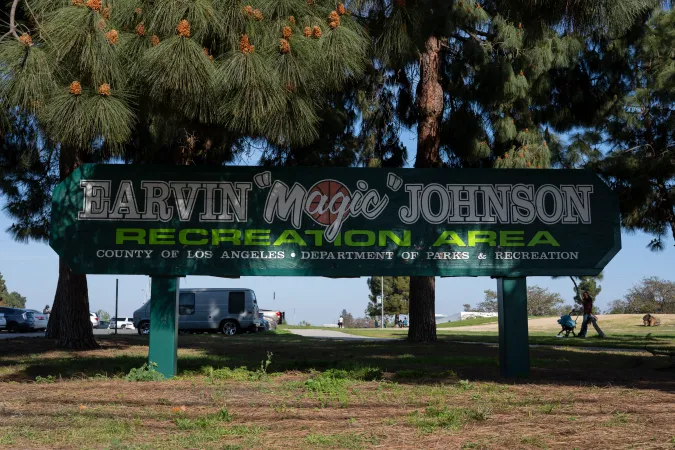 EARVIN "Magic" JOHNSON
RECREATION AREA
COUNTY OF LOS ANGELES • DEPARTMENT OF PARKS & RECREATION